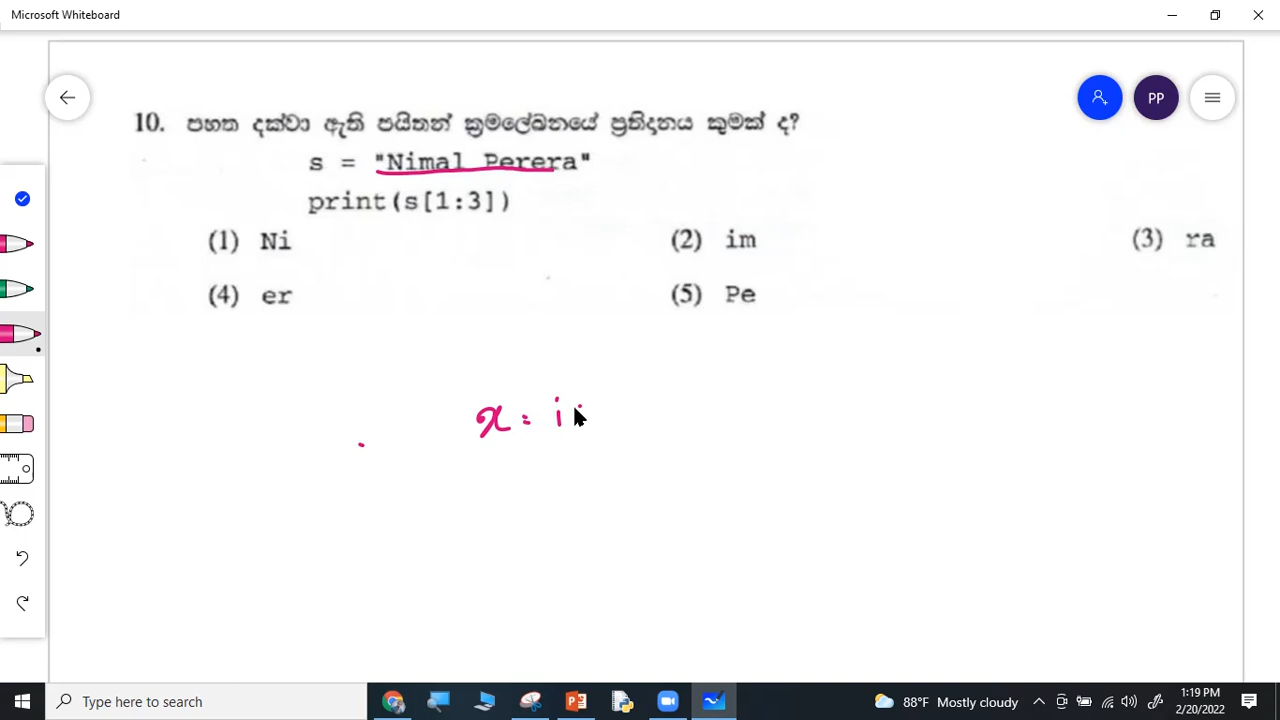 Microsoft Whiteboard
PP
10. පහත දක්වා ඇති පයිතන් ක්‍රමලේඛනයේ ප්‍රතිදානය කුමක් ද?
s = "Nimal Perera"
print(s[1:3])
(1) Ni (2) im (3) ra
(4) er (5) Pe
x = i
Type here to search
88°F Mostly cloudy
1:19 PM
2/20/2022